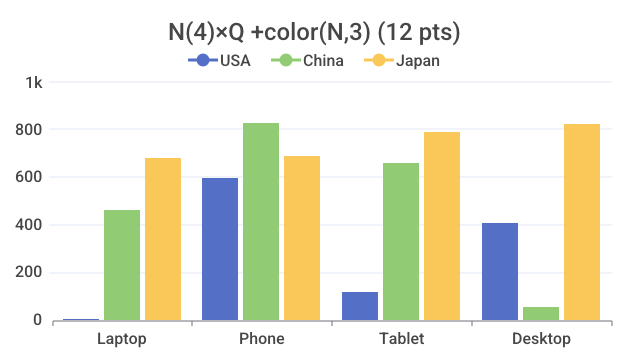 N(4)×Q +color(N,3) (12 pts)
USA China Japan
1k
800
600
400
200
0
Laptop Phone Tablet Desktop